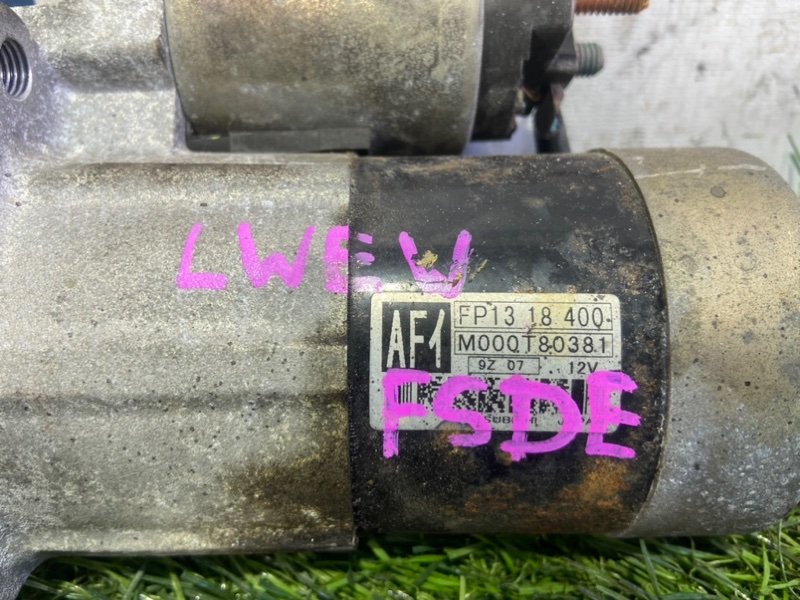 LWEW
AF1
FP13 18 400
M000T80381
9Z 07 12V
FSDE